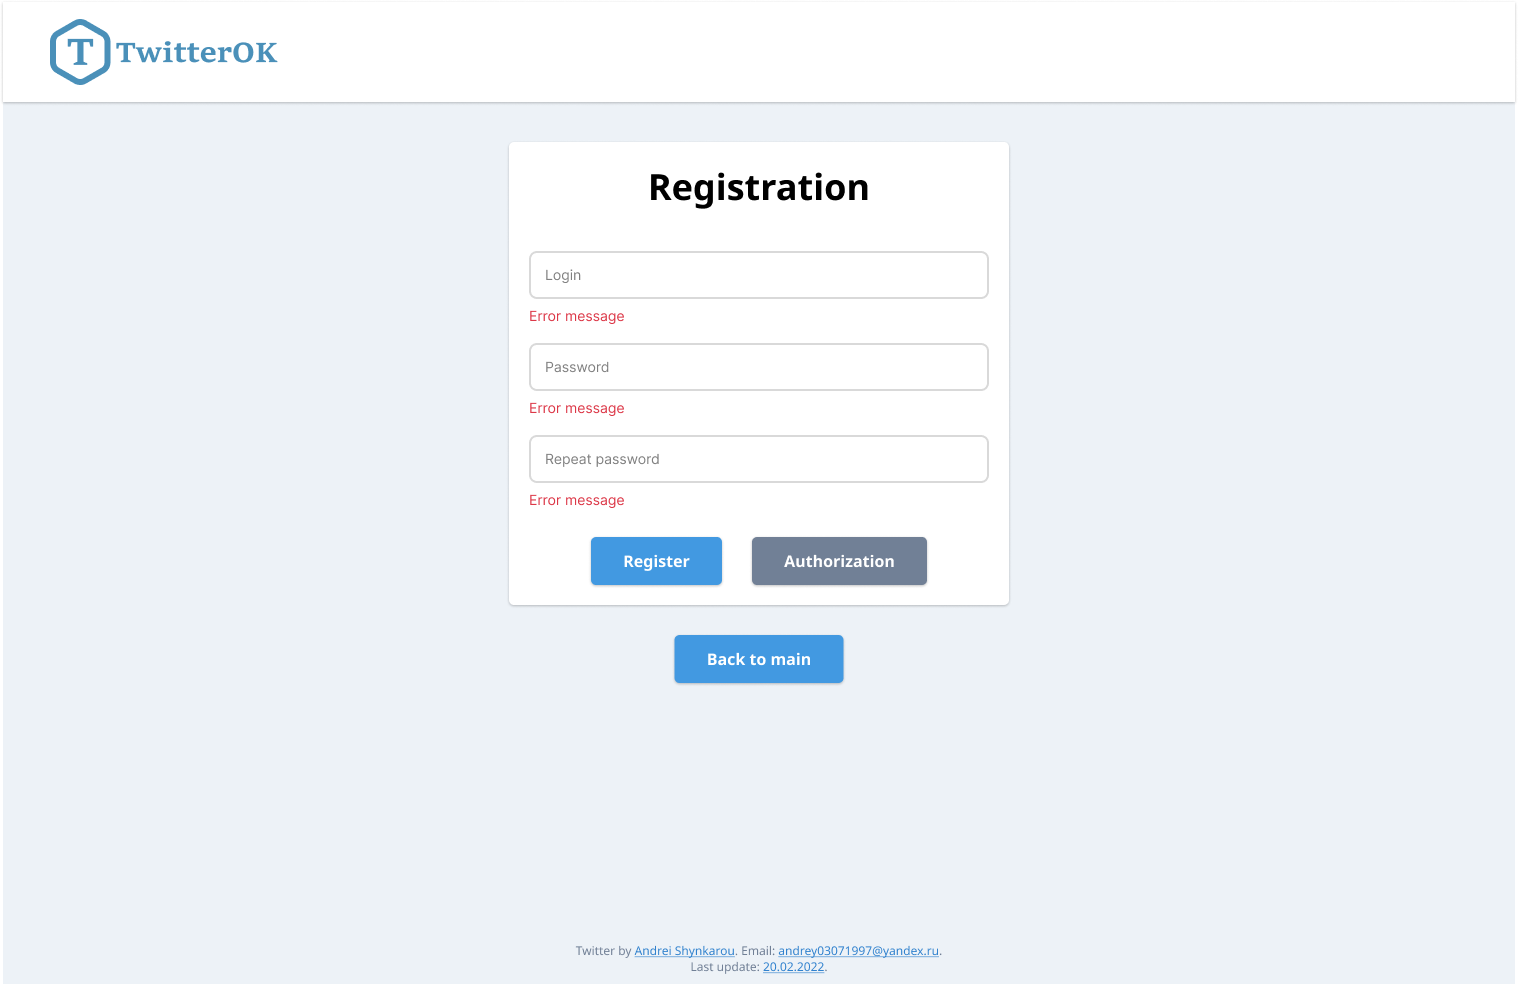 T TwitterOK
Registration
Login
Error message
Password
Error message
Repeat password
Error message
Register Authorization
Back to main
Twitter by Andrei Shynkarou. Email: andrey03071997@yandex.ru.
Last update: 20.02.2022.